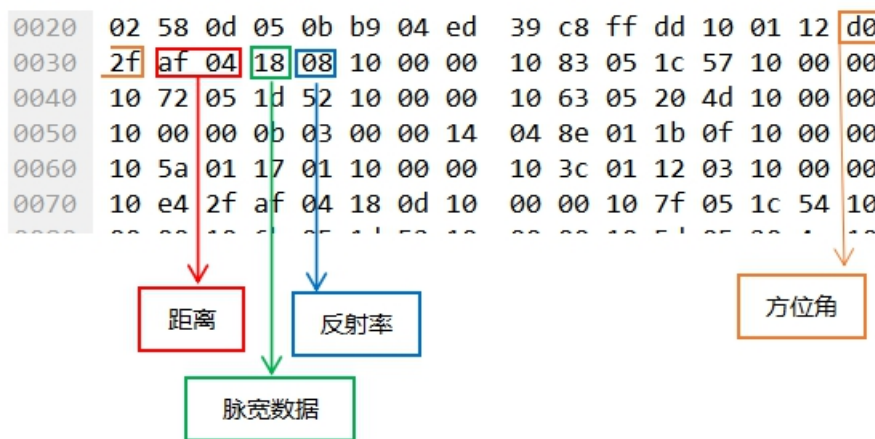 0020 02 58 0d 05 0b b9 04 ed 39 c8 ff dd 10 01 12 d0
0030 2f af 04 18 08 10 00 00 10 83 05 1c 57 10 00 00
0040 10 72 05 1d 52 10 00 00 10 63 05 20 4d 10 00 00
0050 10 00 00 0b 03 00 00 14 04 8e 01 1b 0f 10 00 00
0060 10 5a 01 17 01 10 00 00 10 3c 01 12 03 10 00 00
0070 10 e4 2f af 04 18 0d 10 00 00 10 7f 05 1c 54 10
距离
反射率
方位角
脉宽数据